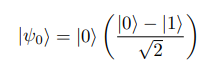 |ψ₀⟩ = |0⟩ ( (|0⟩ − |1⟩) / √2 )